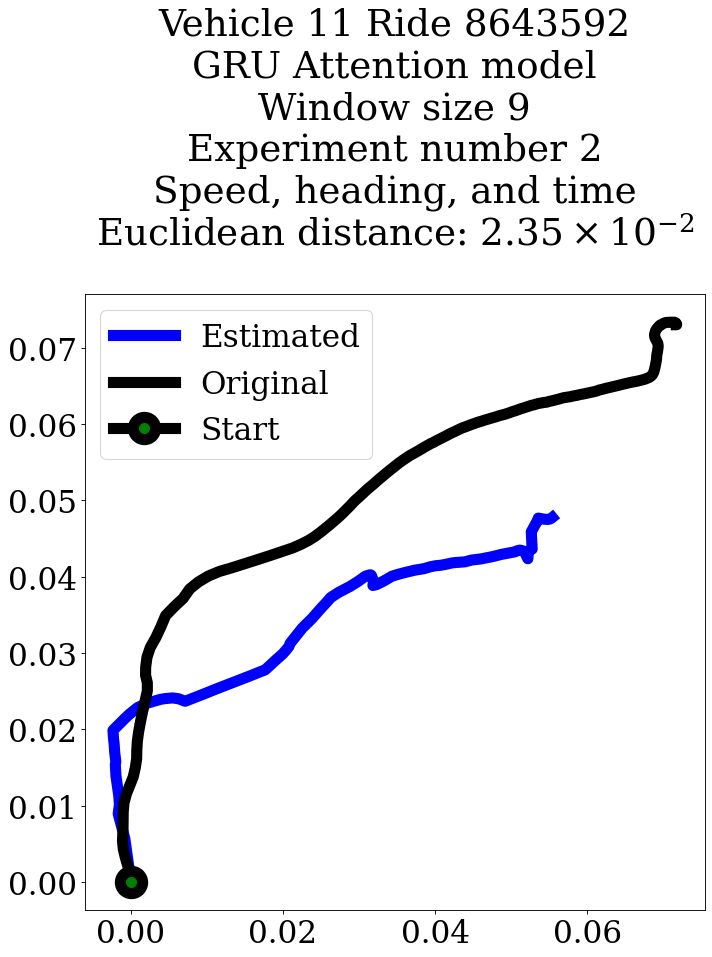 Vehicle 11 Ride 8643592
GRU Attention model
Window size 9
Experiment number 2
Speed, heading, and time
Euclidean distance: 2.35 × 10⁻²
Estimated
Original
Start
0.07
0.06
0.05
0.04
0.03
0.02
0.01
0.00
0.00 0.02 0.04 0.06